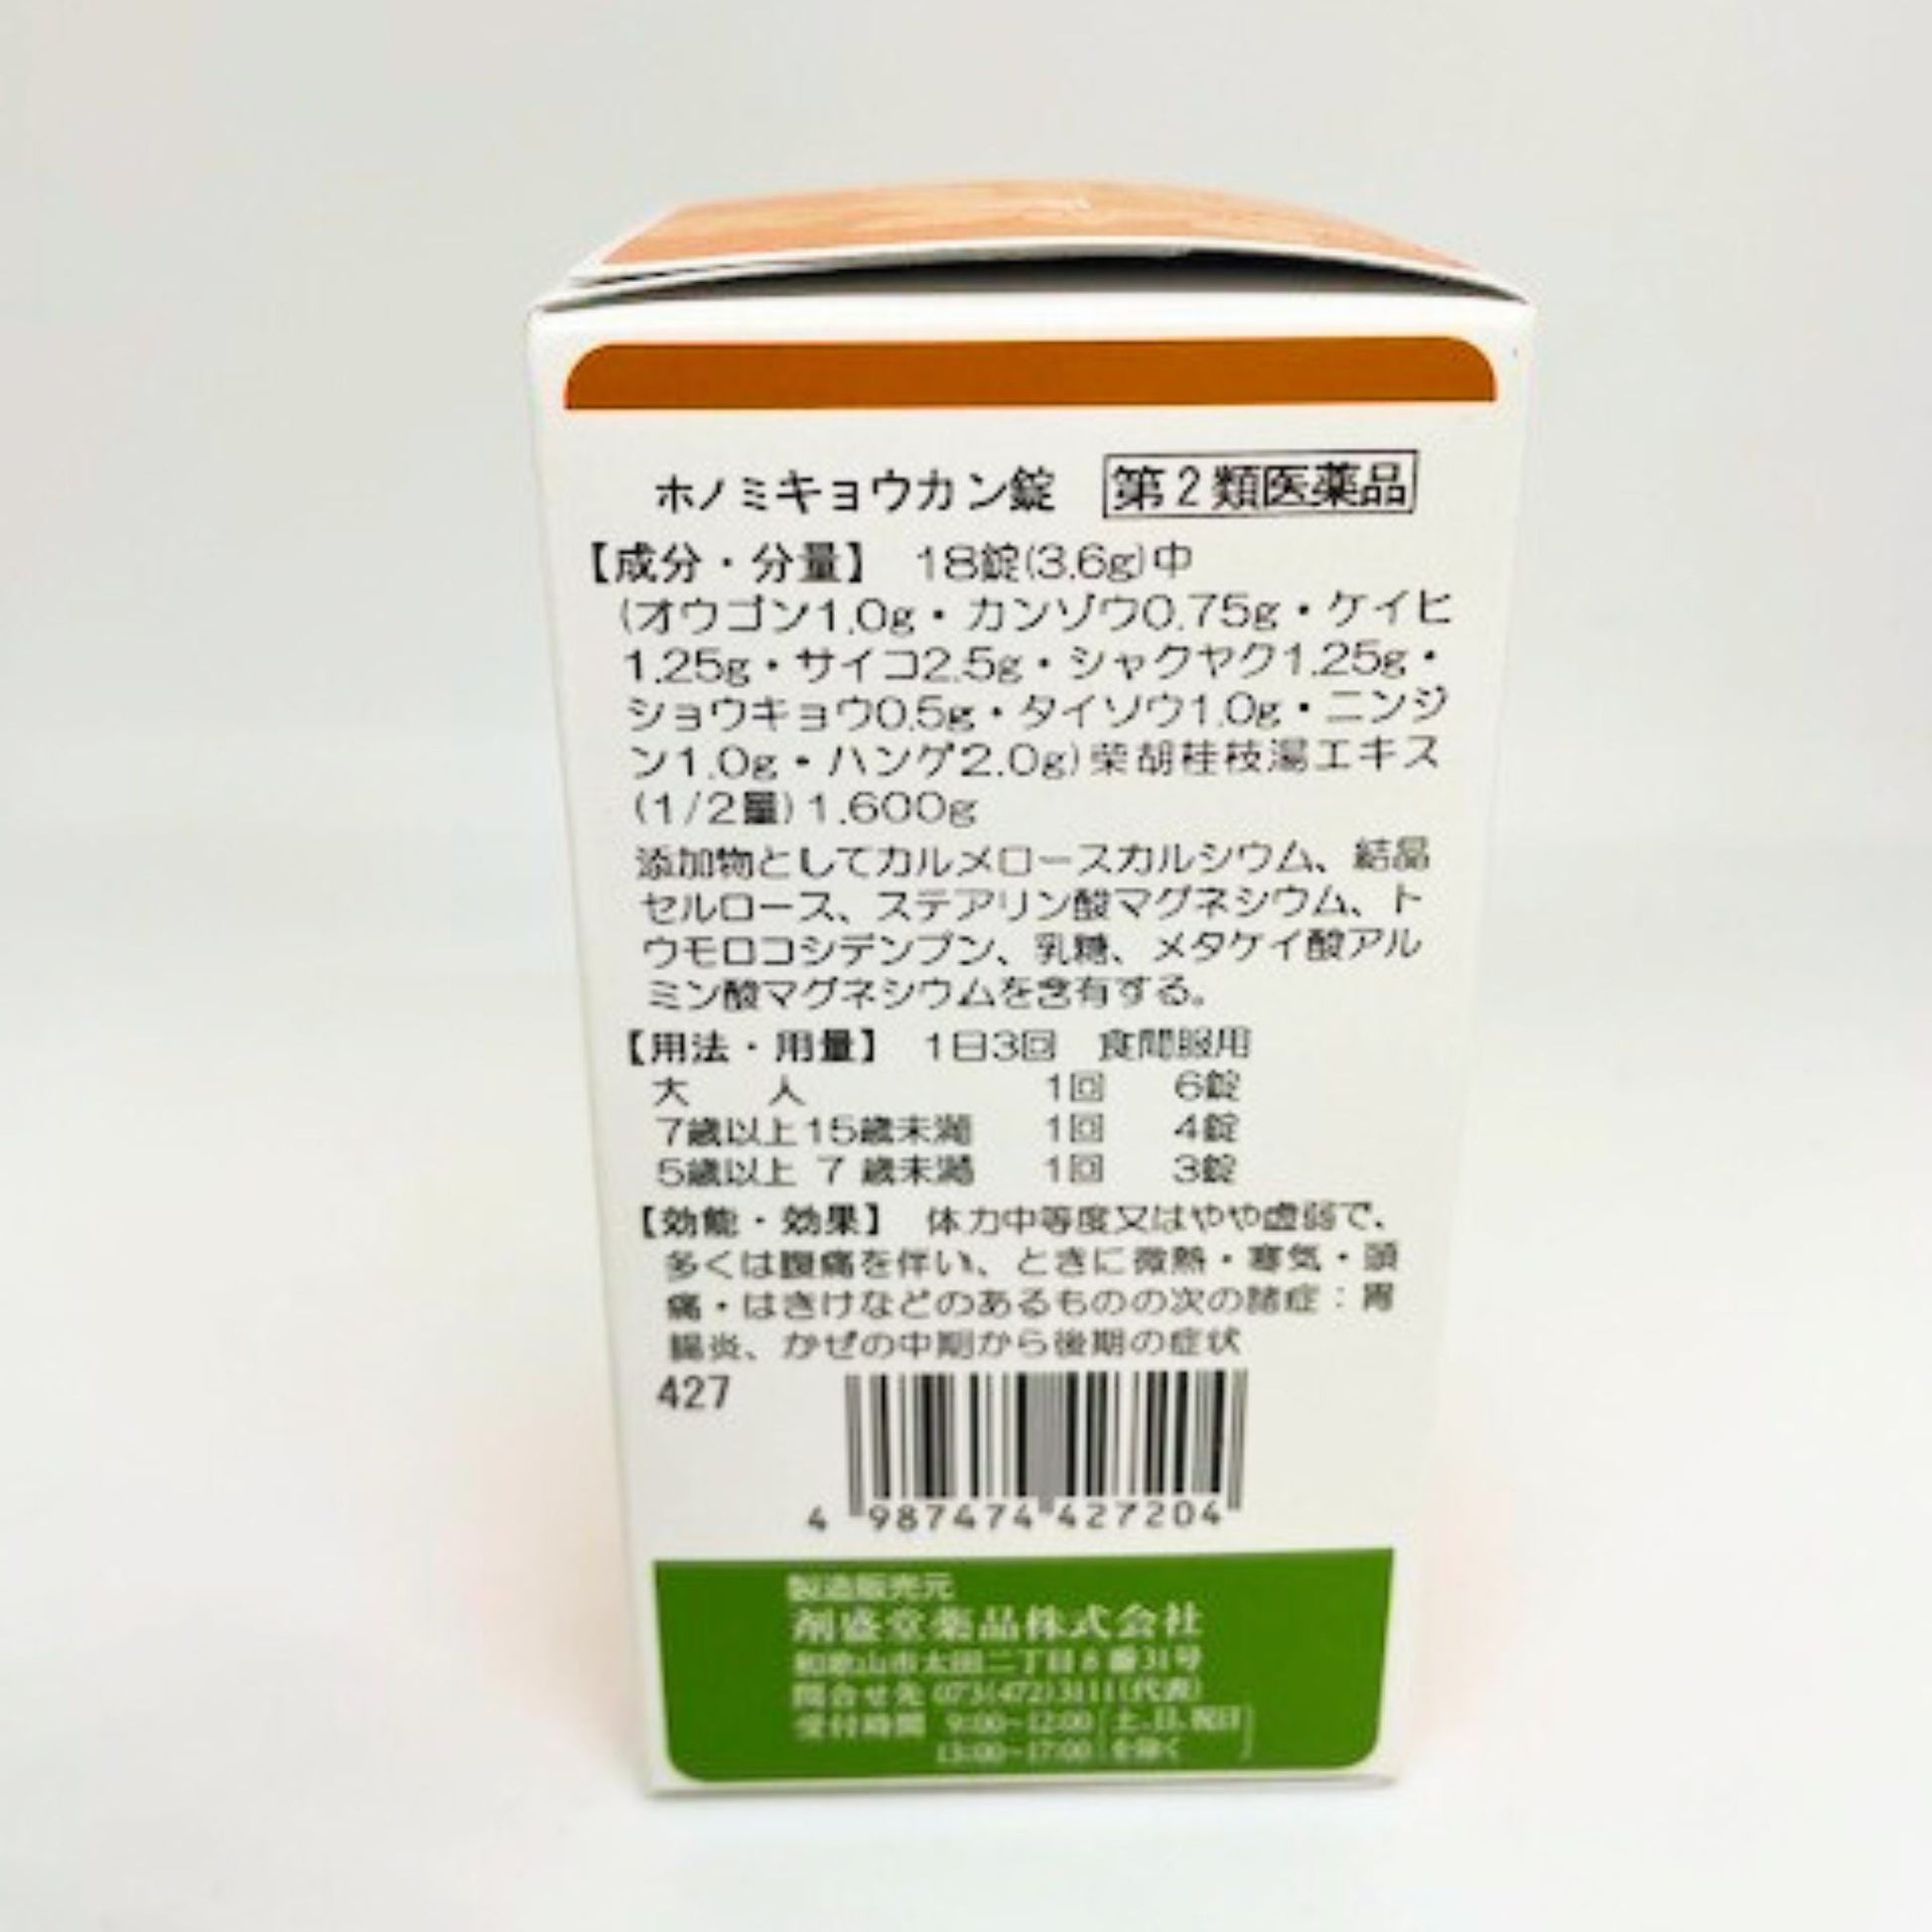 ホノミキョウカン錠 第2類医薬品
【成分・分量】 18錠(3.6g)中
(オウゴン1.0g・カンゾウ0.75g・ケイヒ
1.25g・サイコ2.5g・シャクヤク1.25g・
ショウキョウ0.5g・タイソウ1.0g・ニンジ
ン1.0g・ハンゲ2.0g)柴胡桂枝湯エキス
(1/2量)1.600g
添加物としてカルメロースカルシウム、結晶
セルロース、ステアリン酸マグネシウム、ト
ウモロコシデンプン、乳糖、メタケイ酸アル
ミン酸マグネシウムを含有する。
【用法・用量】 1日3回 食間服用
大人 1回 6錠
7歳以上15歳未満 1回 4錠
5歳以上 7 歳未満 1回 3錠
【効能・効果】 体力中等度又はやや虚弱で、
多くは腹痛を伴い、ときに微熱・寒気・頭
痛・はきけなどのあるものの次の諸症：胃
腸炎、かぜの中期から後期の症状
427
4 987474 427204
製造販売元
剤盛堂薬品株式会社
和歌山市太田二丁目8番31号
問合せ先 073(472)3111(代表)
受付時間 9:00~12:00 [土、日、祝日
13:00~17:00 を除く]